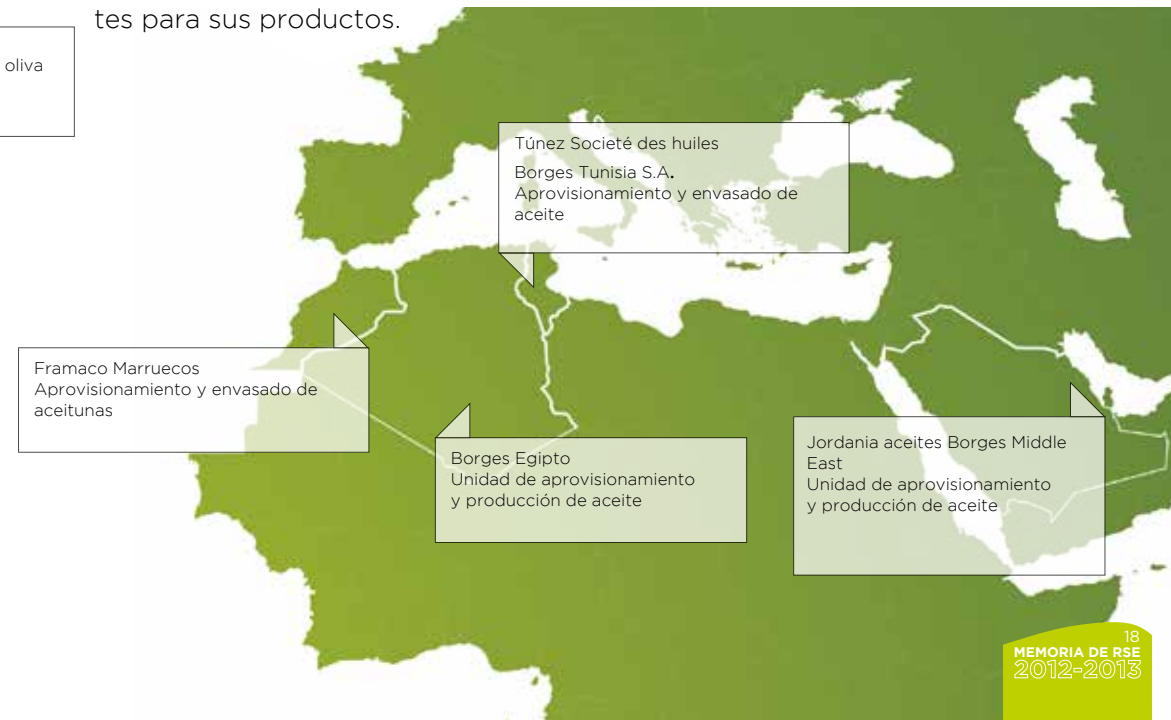 tes para sus productos.
oliva
Túnez Societé des huiles
Borges Tunisia S.A.
Aprovisionamiento y envasado de
aceite
Framaco Marruecos
Aprovisionamiento y envasado de
aceitunas
Borges Egipto
Unidad de aprovisionamiento
y producción de aceite
Jordania aceites Borges Middle
East
Unidad de aprovisionamiento
y producción de aceite
18
MEMORIA DE RSE
2012-2013